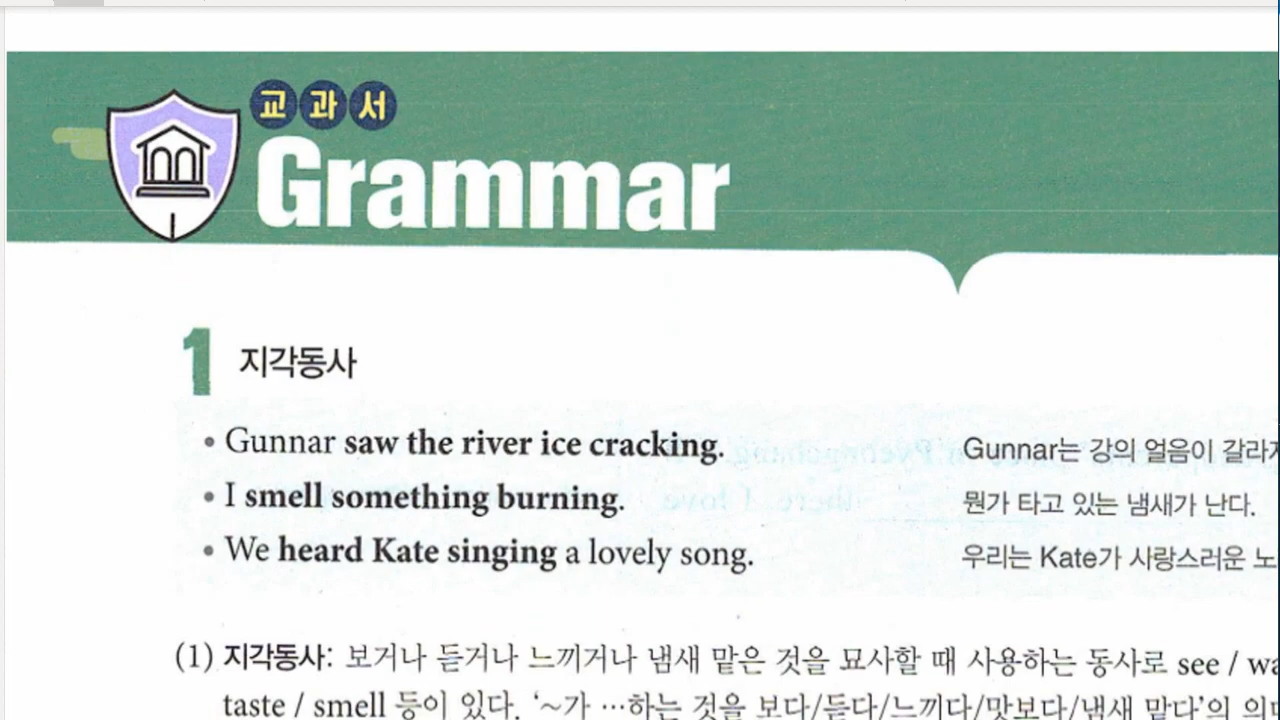 교과서
Grammar
1 지각동사
• Gunnar saw the river ice cracking. Gunnar는 강의 얼음이
• I smell something burning. 뭔가 타고 있는 냄새가 난다.
• We heard Kate singing a lovely song. 우리는 Kate가 사랑스러운
(1) 지각동사: 보거나 듣거나 느끼거나 냄새 맡은 것을 묘사할 때 사용하는 동사로 see /
taste / smell 등이 있다. ‘~가 …하는 것을 보다/듣다/느끼다/맛보다/냄새 맡다’의